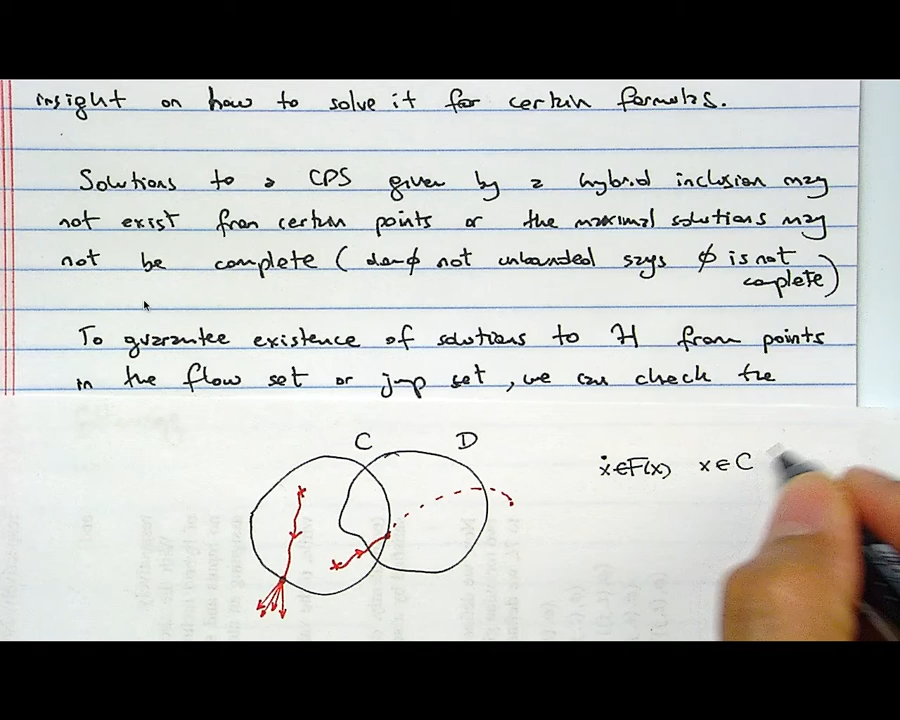 insight on how to solve it for certain formulas.
Solutions to a CPS given by a hybrid inclusion may
not exist from certain points or the maximal solutions may
not be complete ( domϕ not unbounded says ϕ is not
complete)
To guarantee existence of solutions to H from points
in the flow set or jump set, we can check the
C D
ẋ∈F(x) x∈C